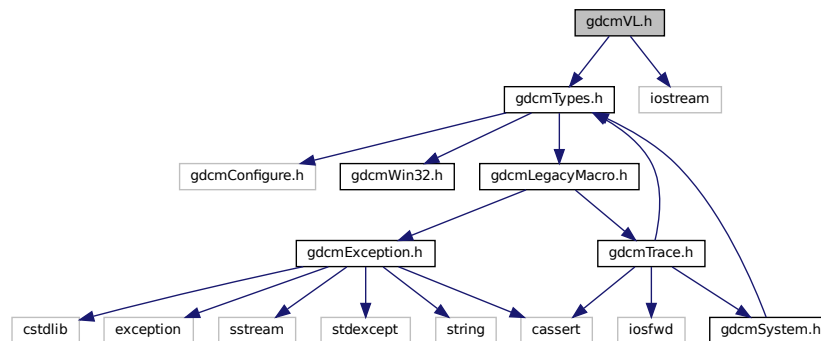 gdcmVL.h
gdcmTypes.h
iostream
gdcmConfigure.h
gdcmWin32.h
gdcmLegacyMacro.h
gdcmException.h
gdcmTrace.h
cstdlib
exception
sstream
stdexcept
string
cassert
iosfwd
gdcmSystem.h